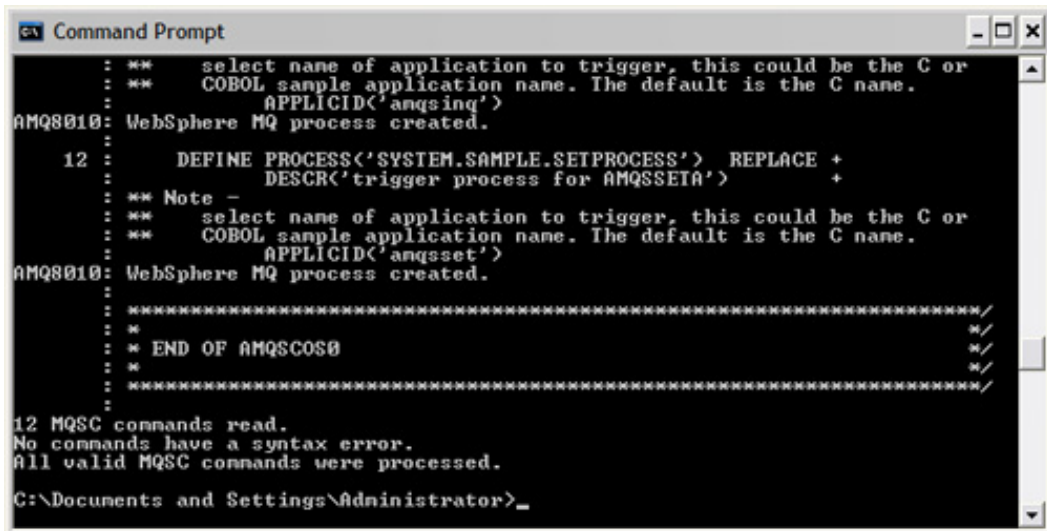 Command Prompt
: ** select name of application to trigger, this could be the C or
: ** COBOL sample application name. The default is the C name.
: APPLICID('amqsinq')
AMQ8010: WebSphere MQ process created.
:
12 : DEFINE PROCESS('SYSTEM.SAMPLE.SETPROCESS') REPLACE +
: DESCR('trigger process for AMQSSETA') +
: ** Note -
: ** select name of application to trigger, this could be the C or
: ** COBOL sample application name. The default is the C name.
: APPLICID('amqsset')
AMQ8010: WebSphere MQ process created.
:
: *******************************************************************/
: * */
: * END OF AMQSCOS0 */
: * */
: *******************************************************************/
:
12 MQSC commands read.
No commands have a syntax error.
All valid MQSC commands were processed.
C:\Documents and Settings\Administrator>_